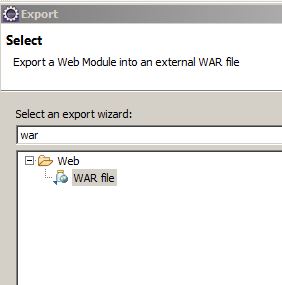 Export
Select
Export a Web Module into an external WAR file
Select an export wizard:
war
Web
WAR file